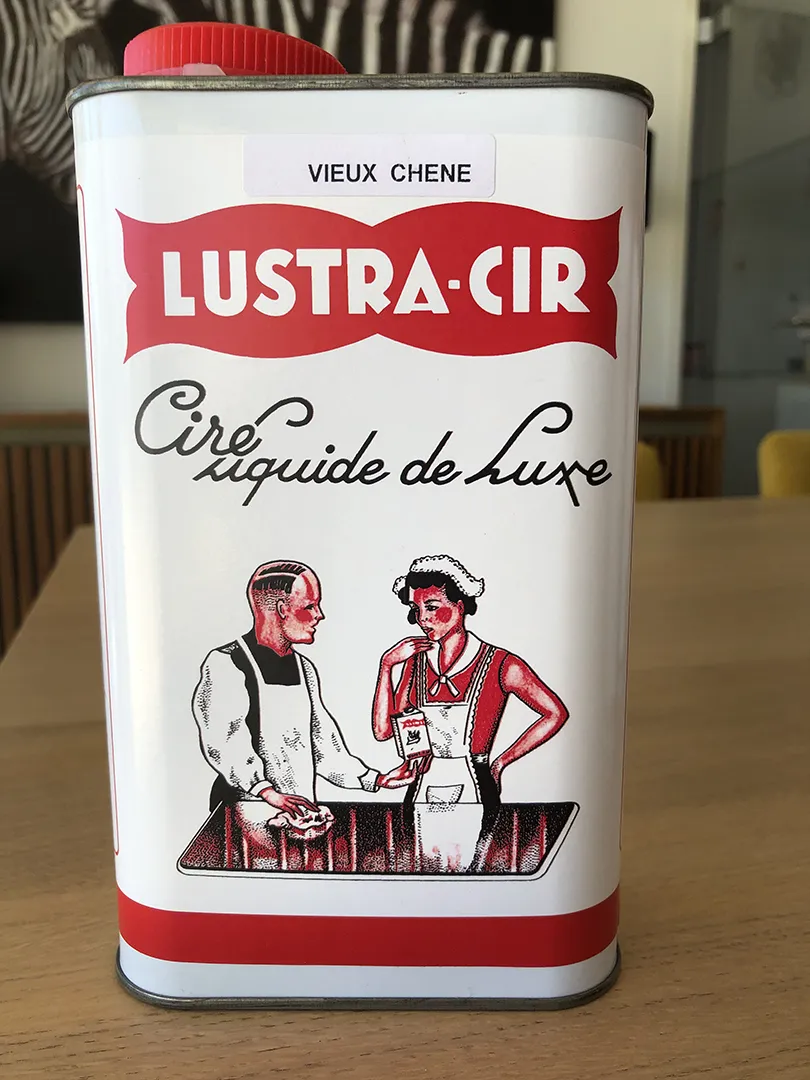 VIEUX CHENE
LUSTRA-CIR
Cire
Liquide de Luxe